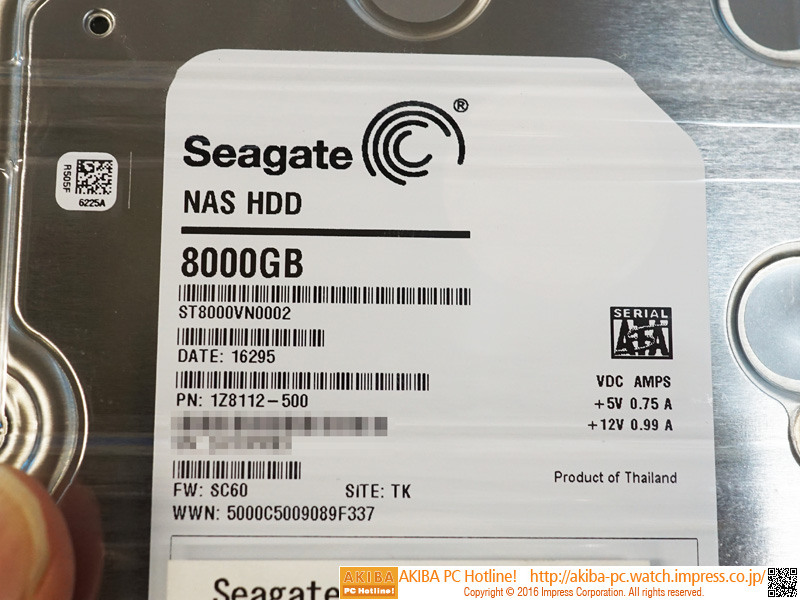 Seagate®
NAS HDD
8000GB
ST8000VN0002
DATE: 16295
PN: 1Z8112-500
FW: SC60 SITE: TK
WWN: 5000C5009089F337
R505F
6225A
SERIAL
ATA
VDC AMPS
+5V 0.75 A
+12V 0.99 A
Product of Thailand
Seagate
AKIBA
PC Hotline!
AKIBA PC Hotline! http://akiba-pc.watch.impress.co.jp/
Copyright © 2016 Impress Corporation. All rights reserved.